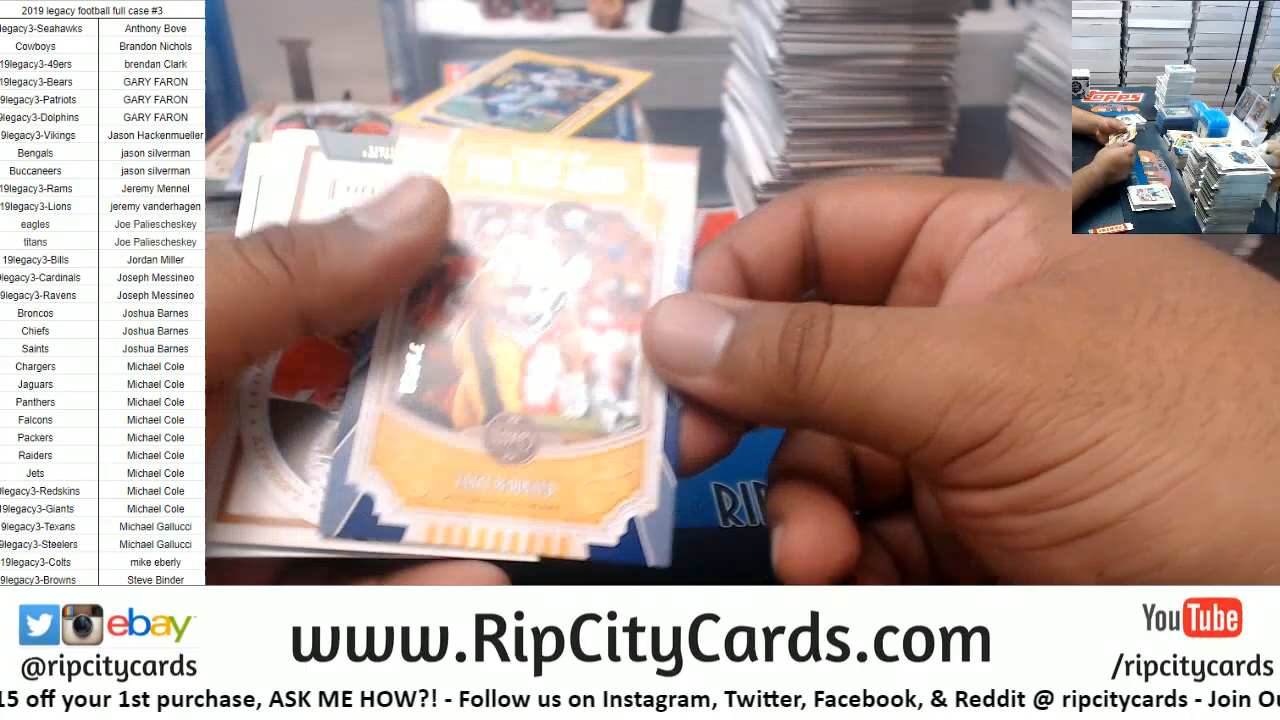 2019 legacy football full case #3
legacy3-Seahawks Anthony Bove
Cowboys Brandon Nichols
19legacy3-49ers brendan Clark
9legacy3-Bears GARY FARON
9legacy3-Patriots GARY FARON
9legacy3-Dolphins GARY FARON
9legacy3-Vikings Jason Hackenmueller
Bengals jason silverman
Buccaneers jason silverman
9legacy3-Rams Jeremy Mennel
19legacy3-Lions jeremy vanderhagen
eagles Joe Paliescheskey
titans Joe Paliescheskey
19legacy3-Bills Jordan Miller
9legacy3-Cardinals Joseph Messineo
9legacy3-Ravens Joseph Messineo
Broncos Joshua Barnes
Chiefs Joshua Barnes
Saints Joshua Barnes
Chargers Michael Cole
Jaguars Michael Cole
Panthers Michael Cole
Falcons Michael Cole
Packers Michael Cole
Raiders Michael Cole
Jets Michael Cole
9legacy3-Redskins Michael Cole
9legacy3-Giants Michael Cole
9legacy3-Texans Michael Gallucci
9legacy3-Steelers Michael Gallucci
19legacy3-Colts mike eberly
9legacy3-Browns Steve Binder
topps
RIP
ebay
@ripcitycards
www.RipCityCards.com
YouTube
/ripcitycards
15 off your 1st purchase, ASK ME HOW?! - Follow us on Instagram, Twitter, Facebook, & Reddit @ ripcitycards - Join Ou